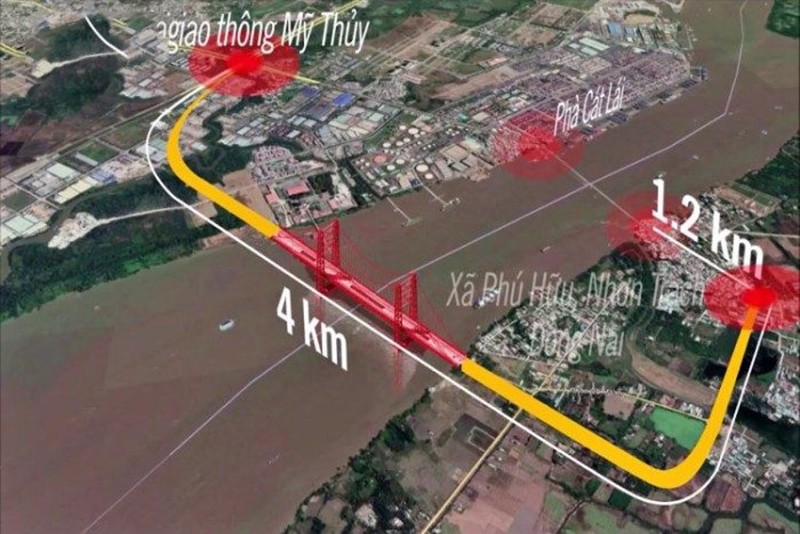 giao thông Mỹ Thủy
Phà Cát Lái
1.2 km
Xã Phú Hữu, Nhơn Trạch,
Đồng Nai
4 km